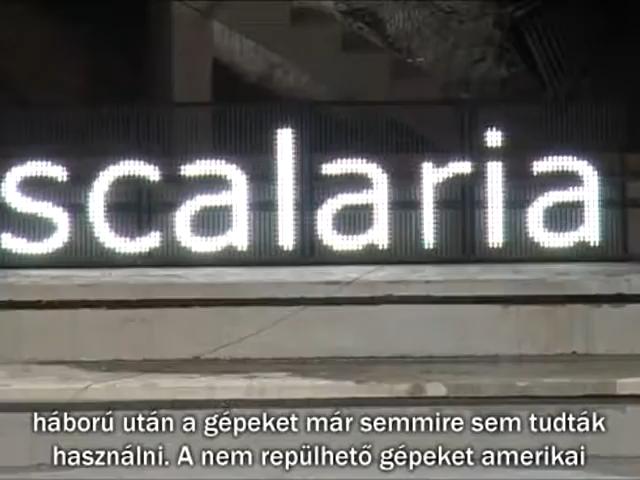 scalaria
háború után a gépeket már semmire sem tudták
használni. A nem repülhető gépeket amerikai